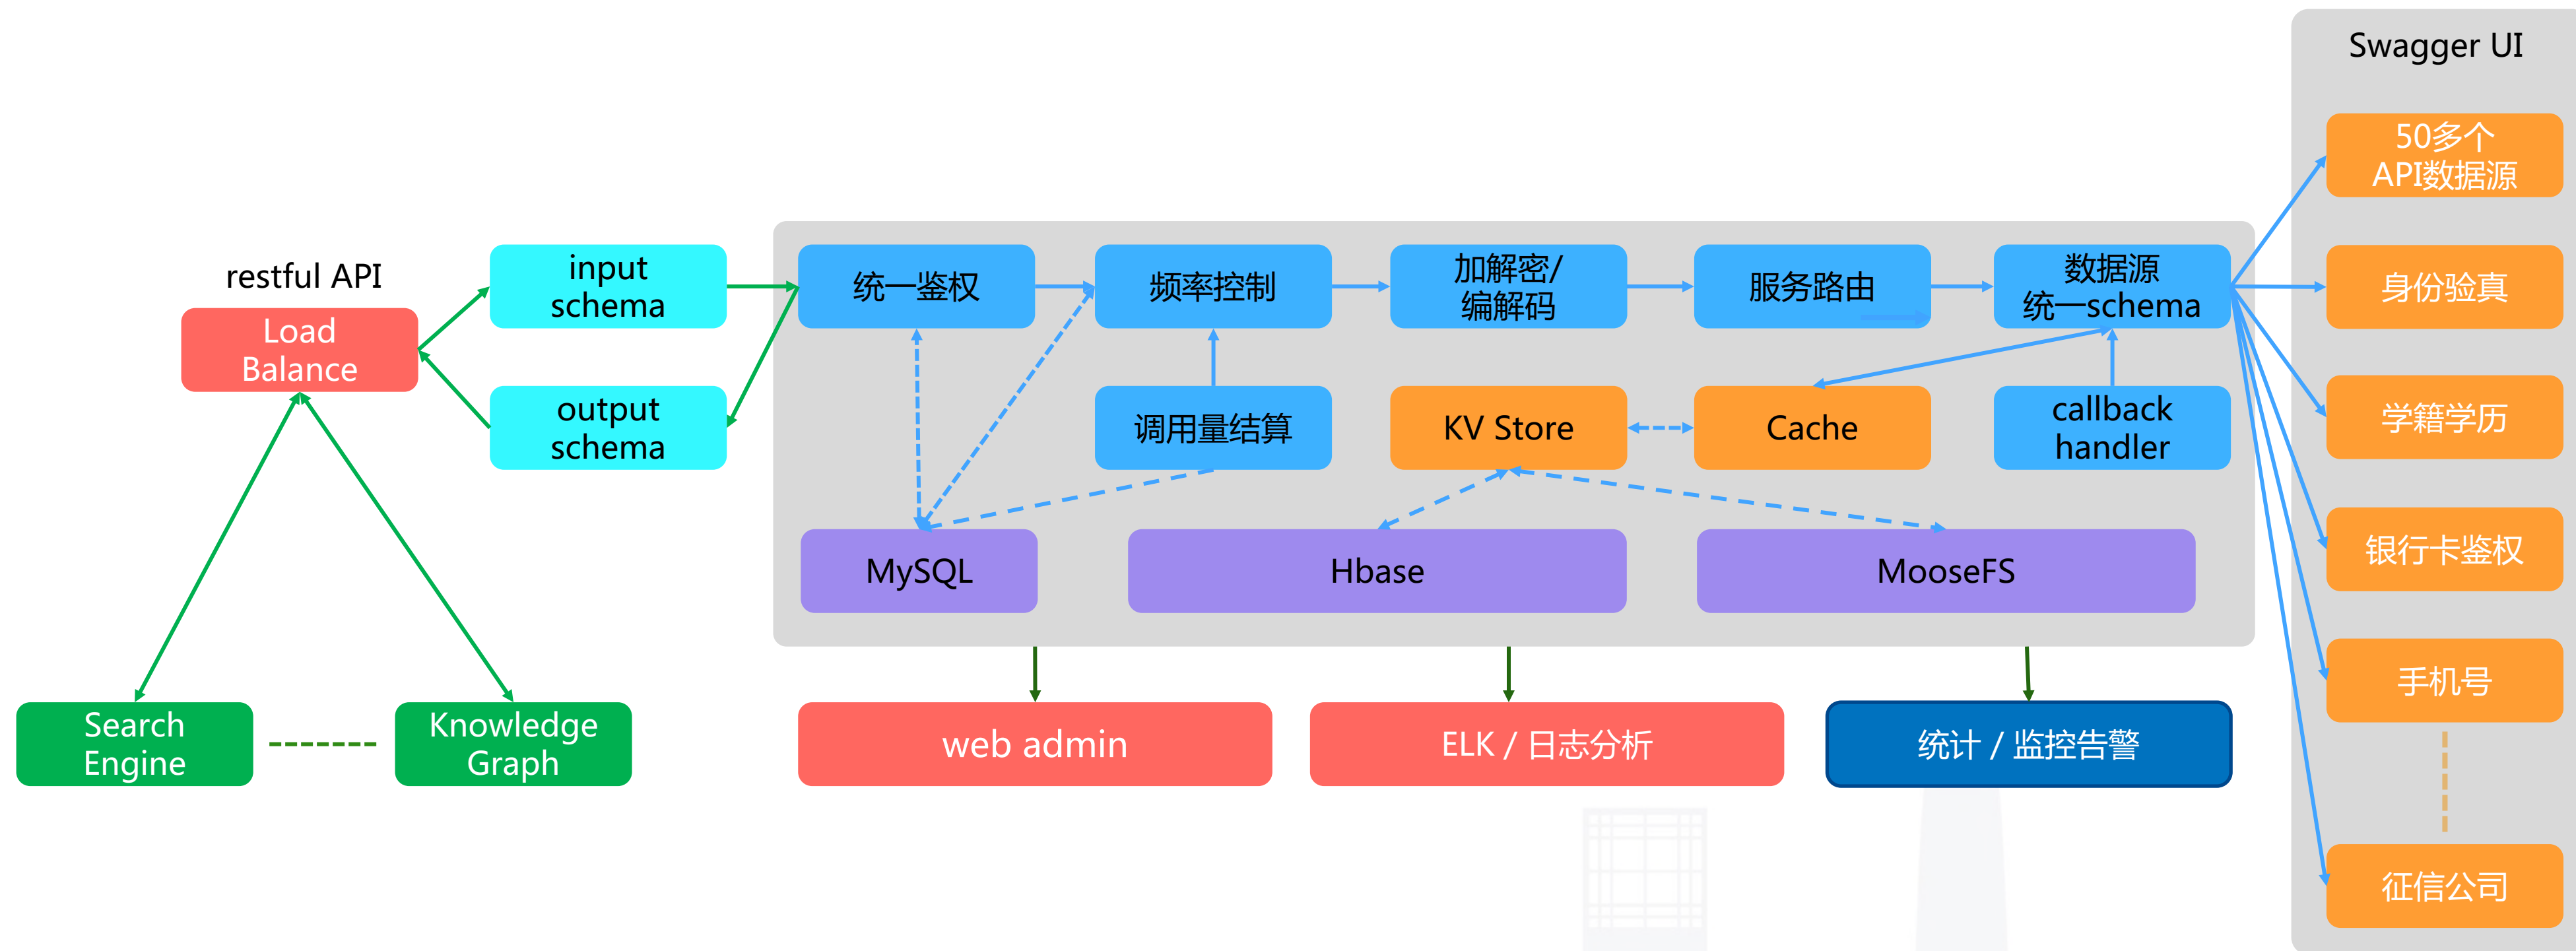 Swagger UI
50多个
API数据源
restful API
Load
Balance
input
schema
统一鉴权
频率控制
加解密/
编解码
服务路由
数据源
统一schema
身份验真
output
schema
调用量结算
KV Store
Cache
callback
handler
学籍学历
MySQL
Hbase
MooseFS
银行卡鉴权
手机号
Search
Engine
Knowledge
Graph
web admin
ELK / 日志分析
统计 / 监控告警
征信公司